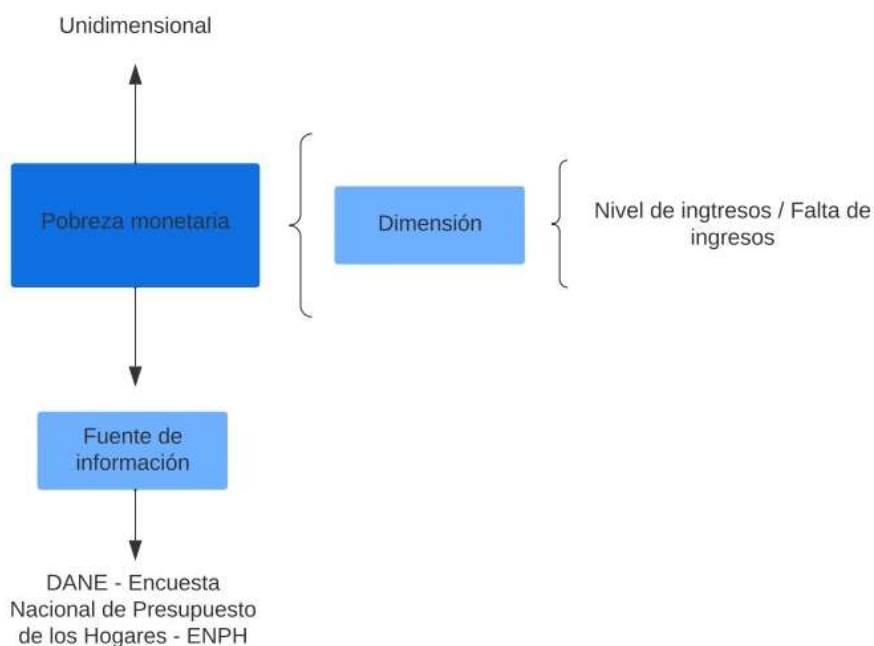 Unidimensional
Pobreza monetaria
Dimensión
Nivel de ingtresos / Falta de
ingresos
Fuente de
información
DANE - Encuesta
Nacional de Presupuesto
de los Hogares - ENPH